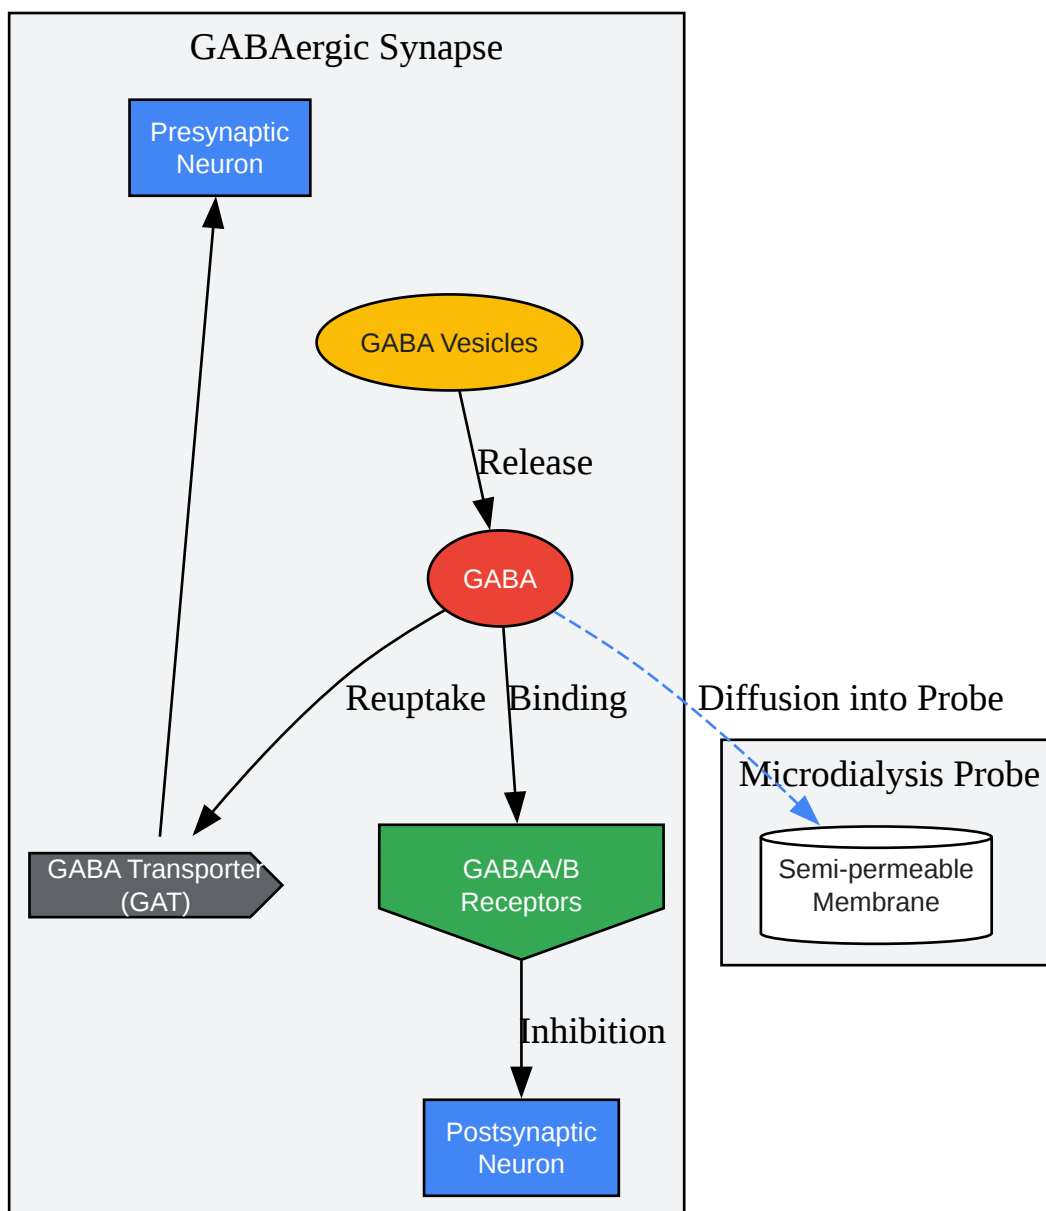 GABAergic Synapse
Presynaptic
Neuron
GABA Vesicles
Release
GABA
Reuptake
Binding
Diffusion into Probe
Microdialysis Probe
GABA Transporter
(GAT)
GABAA/B
Receptors
Semi-permeable
Membrane
Inhibition
Postsynaptic
Neuron